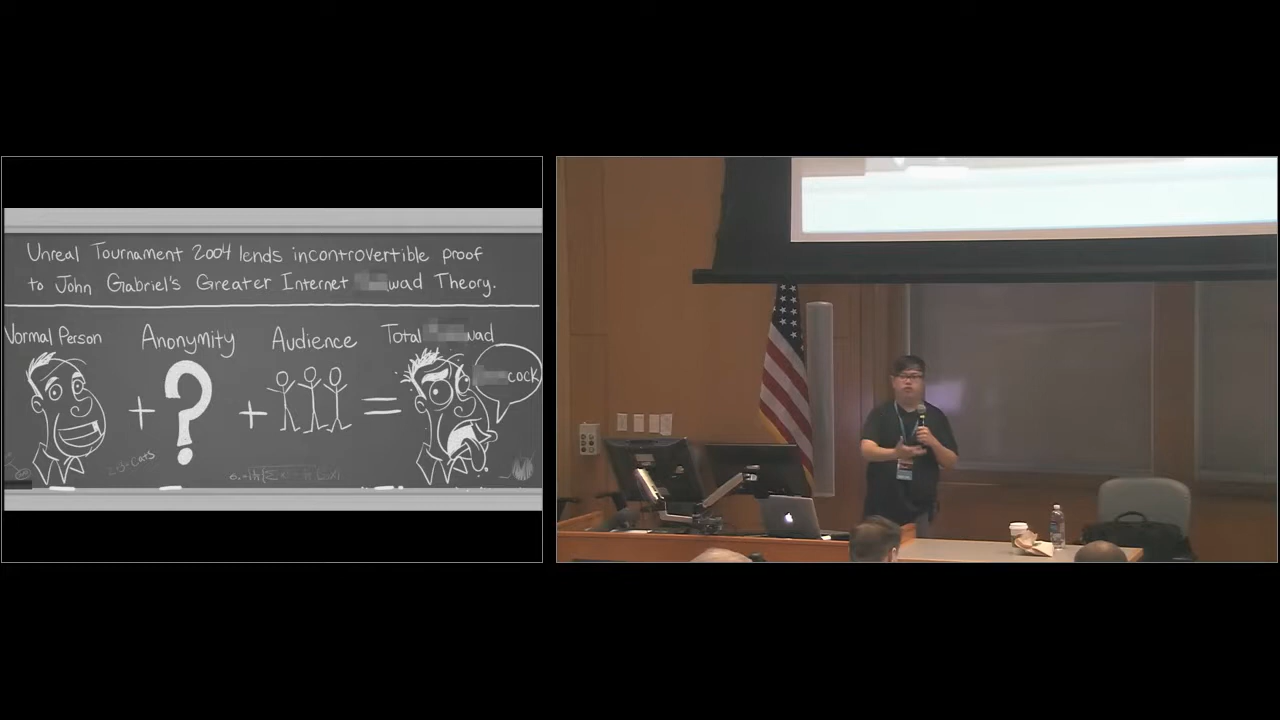 Unreal Tournament 2004 lends incontrovertible proof
to John Gabriel's Greater Internet wad Theory.
Normal Person
Anonymity
Audience
Total wad
cock
+
?
+
=